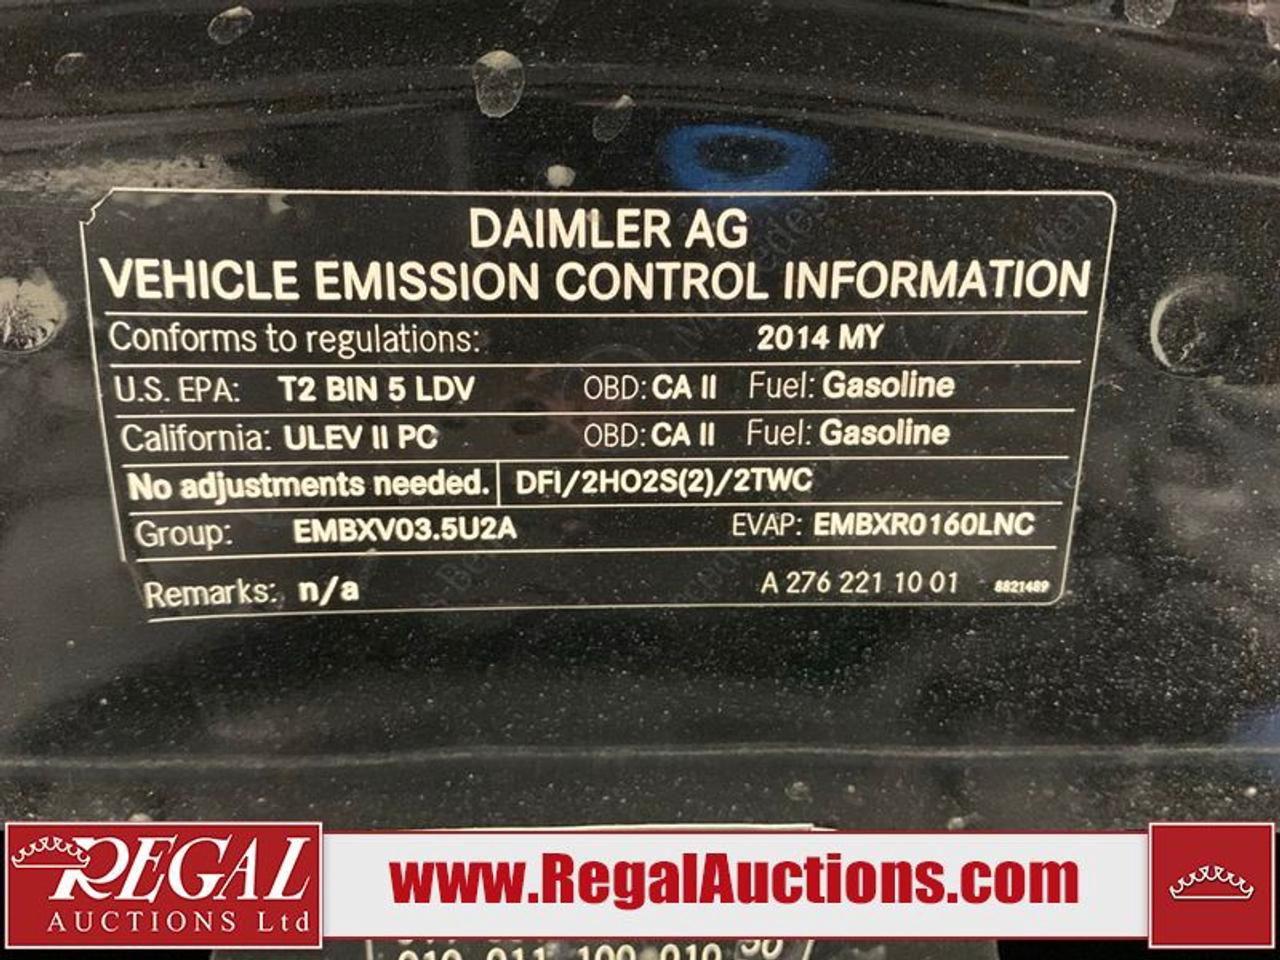 DAIMLER AG
VEHICLE EMISSION CONTROL INFORMATION
Conforms to regulations: 2014 MY
U.S. EPA: T2 BIN 5 LDV OBD: CA II Fuel: Gasoline
California: ULEV II PC OBD: CA II Fuel: Gasoline
No adjustments needed. DFI/2HO2S(2)/2TWC
Group: EMBXV03.5U2A EVAP: EMBXR0160LNC
Remarks: n/a A 276 221 10 01 8821489
REGAL
AUCTIONS Ltd
www.RegalAuctions.com